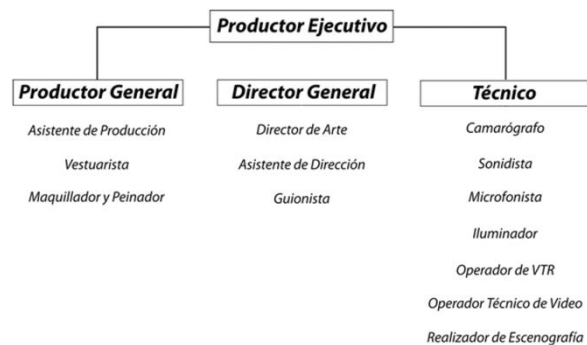 Productor Ejecutivo
Productor General
Asistente de Producción
Vestuarista
Maquillador y Peinador
Director General
Director de Arte
Asistente de Dirección
Guionista
Técnico
Camarógrafo
Sonidista
Microfonista
Iluminador
Operador de VTR
Operador Técnico de Video
Realizador de Escenografía